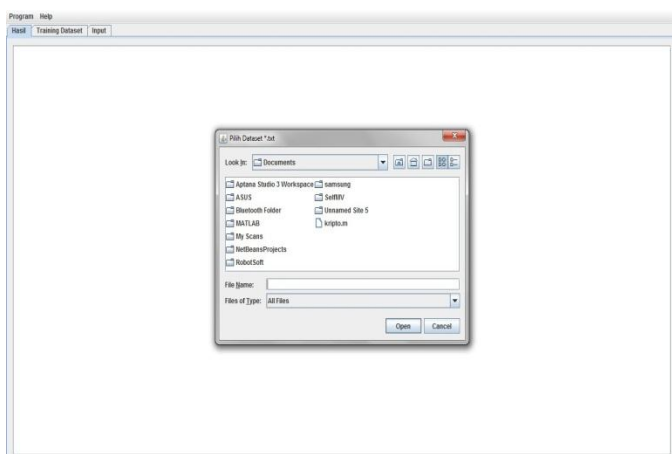 Program Help
Hasil Training Dataset Input
Pilih Dataset *.txt
Look In: Documents
Aptana Studio 3 Workspace samsung
ASUS SelfMV
Bluetooth Folder Unnamed Site 5
MATLAB kripto.m
My Scans
NetBeansProjects
RobotSoft
File Name:
Files of Type: All Files
Open Cancel